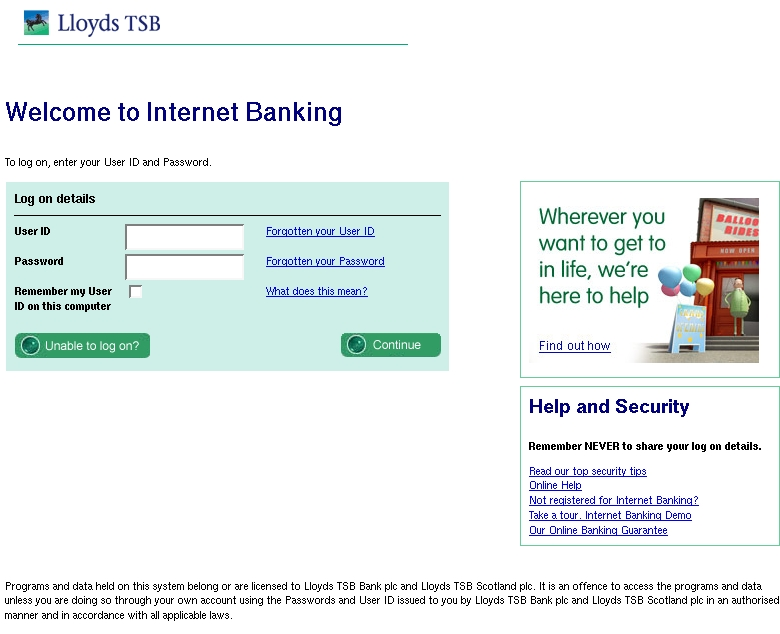 Lloyds TSB
Welcome to Internet Banking
To log on, enter your User ID and Password.
Log on details
User ID
Forgotten your User ID
Password
Forgotten your Password
Remember my User
ID on this computer
What does this mean?
Unable to log on?
Continue
Wherever you
want to get to
in life, we're
here to help
Find out how
BALLOON
RIDES
NOW OPEN
Help and Security
Remember NEVER to share your log on details.
Read our top security tips
Online Help
Not registered for Internet Banking?
Take a tour. Internet Banking Demo
Our Online Banking Guarantee
Programs and data held on this system belong or are licensed to Lloyds TSB Bank plc and Lloyds TSB Scotland plc. It is an offence to access the programs and data
unless you are doing so through your own account using the Passwords and User ID issued to you by Lloyds TSB Bank plc and Lloyds TSB Scotland plc in an authorised
manner and in accordance with all applicable laws.